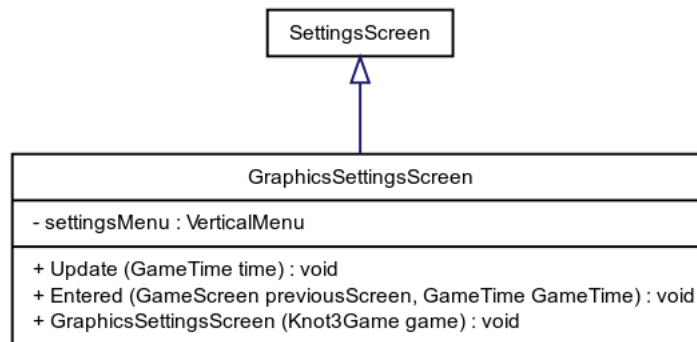 SettingsScreen
GraphicsSettingsScreen
- settingsMenu : VerticalMenu
+ Update (GameTime time) : void
+ Entered (GameScreen previousScreen, GameTime GameTime) : void
+ GraphicsSettingsScreen (Knot3Game game) : void